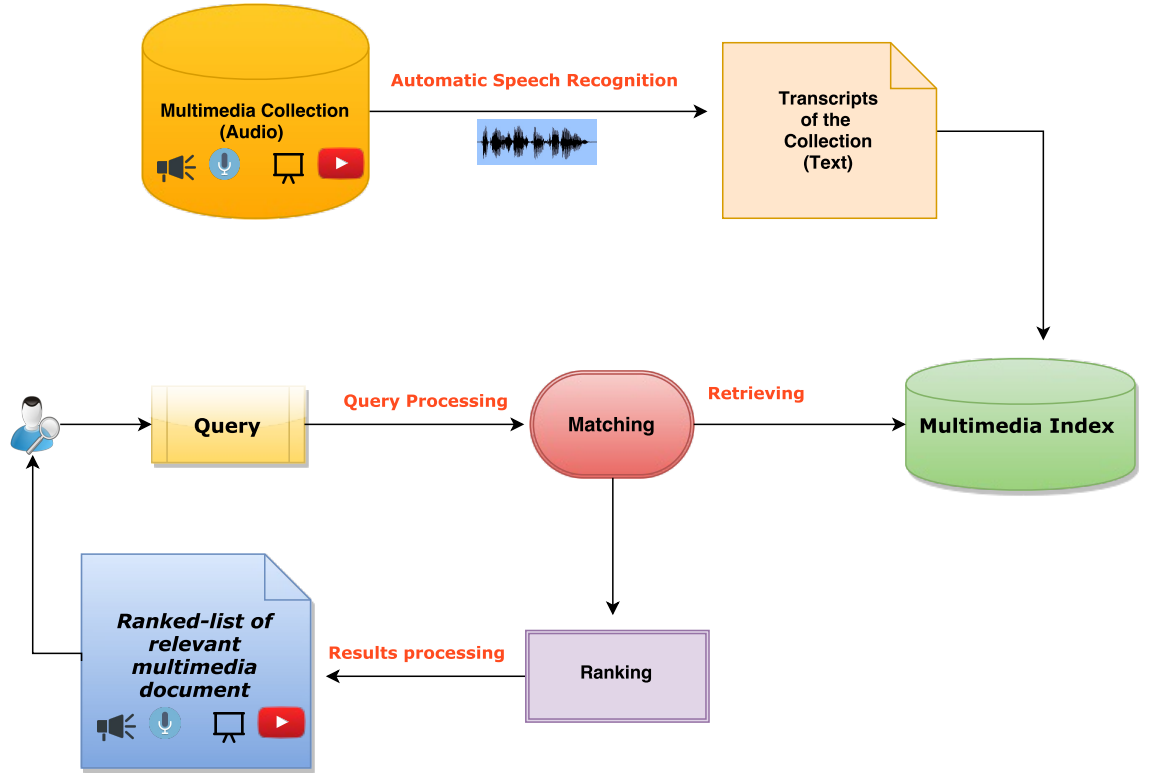 Automatic Speech Recognition
Multimedia Collection
(Audio)
Transcripts
of the
Collection
(Text)
Query
Query Processing
Matching
Retrieving
Multimedia Index
Ranked-list of
relevant
multimedia
document
Results processing
Ranking